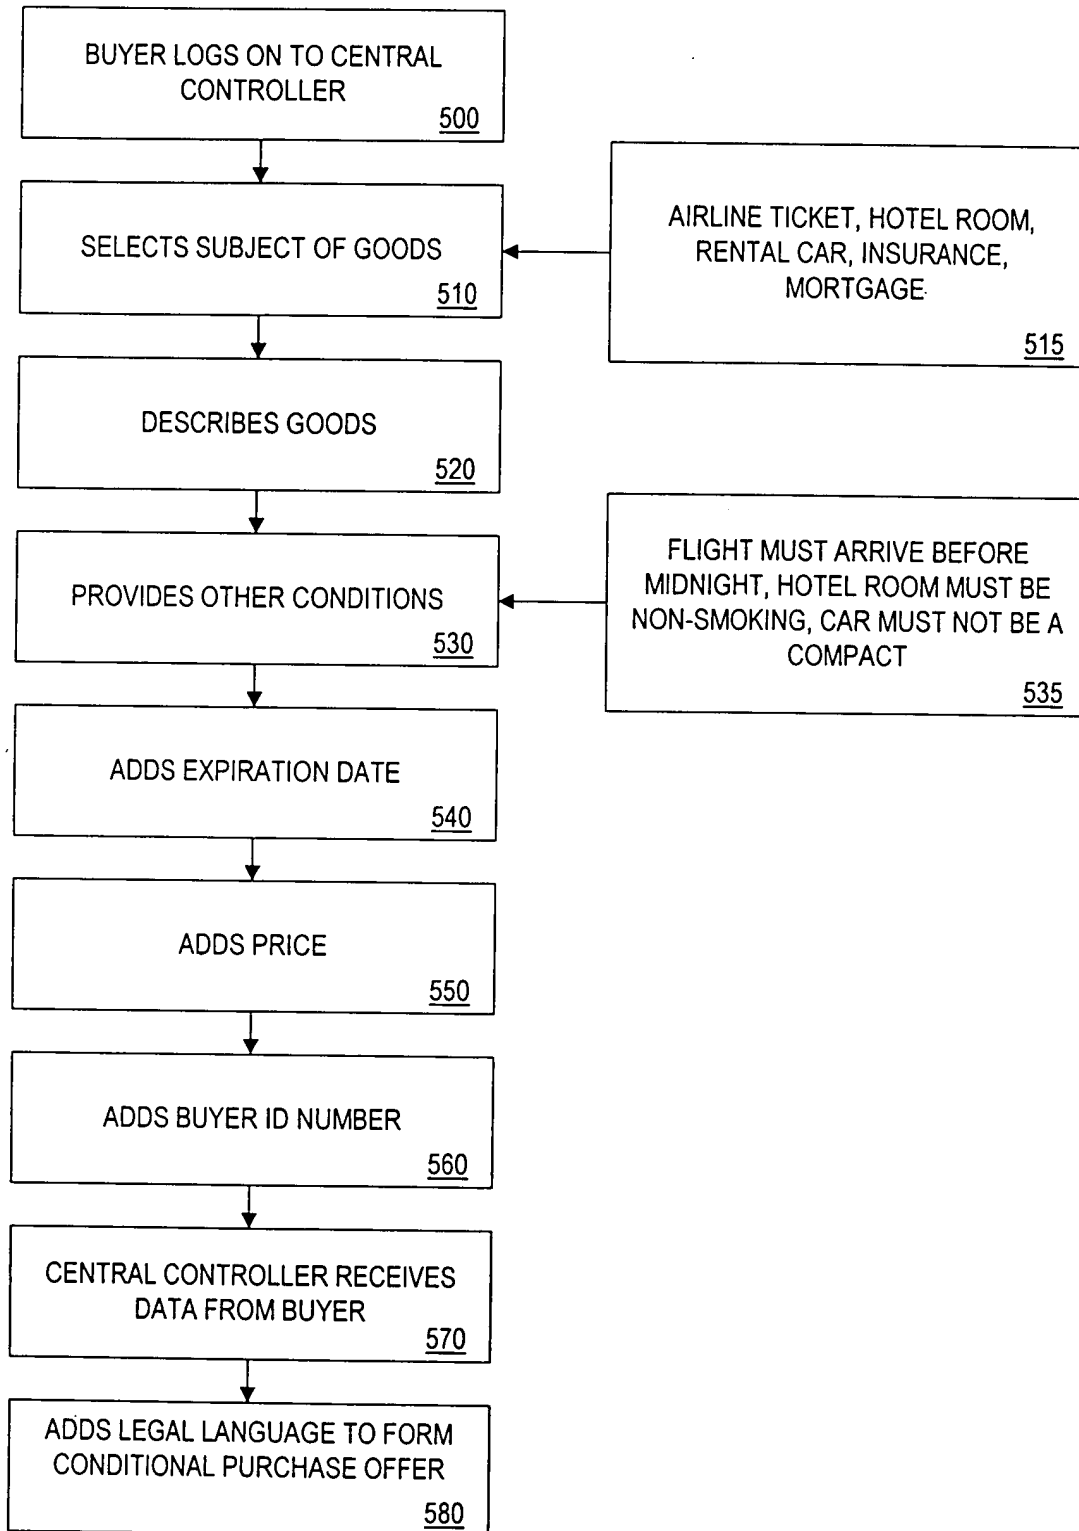 BUYER LOGS ON TO CENTRAL
CONTROLLER
500
SELECTS SUBJECT OF GOODS
510
AIRLINE TICKET, HOTEL ROOM,
RENTAL CAR, INSURANCE,
MORTGAGE
515
DESCRIBES GOODS
520
PROVIDES OTHER CONDITIONS
530
FLIGHT MUST ARRIVE BEFORE
MIDNIGHT, HOTEL ROOM MUST BE
NON-SMOKING, CAR MUST NOT BE A
COMPACT
535
ADDS EXPIRATION DATE
540
ADDS PRICE
550
ADDS BUYER ID NUMBER
560
CENTRAL CONTROLLER RECEIVES
DATA FROM BUYER
570
ADDS LEGAL LANGUAGE TO FORM
CONDITIONAL PURCHASE OFFER
580